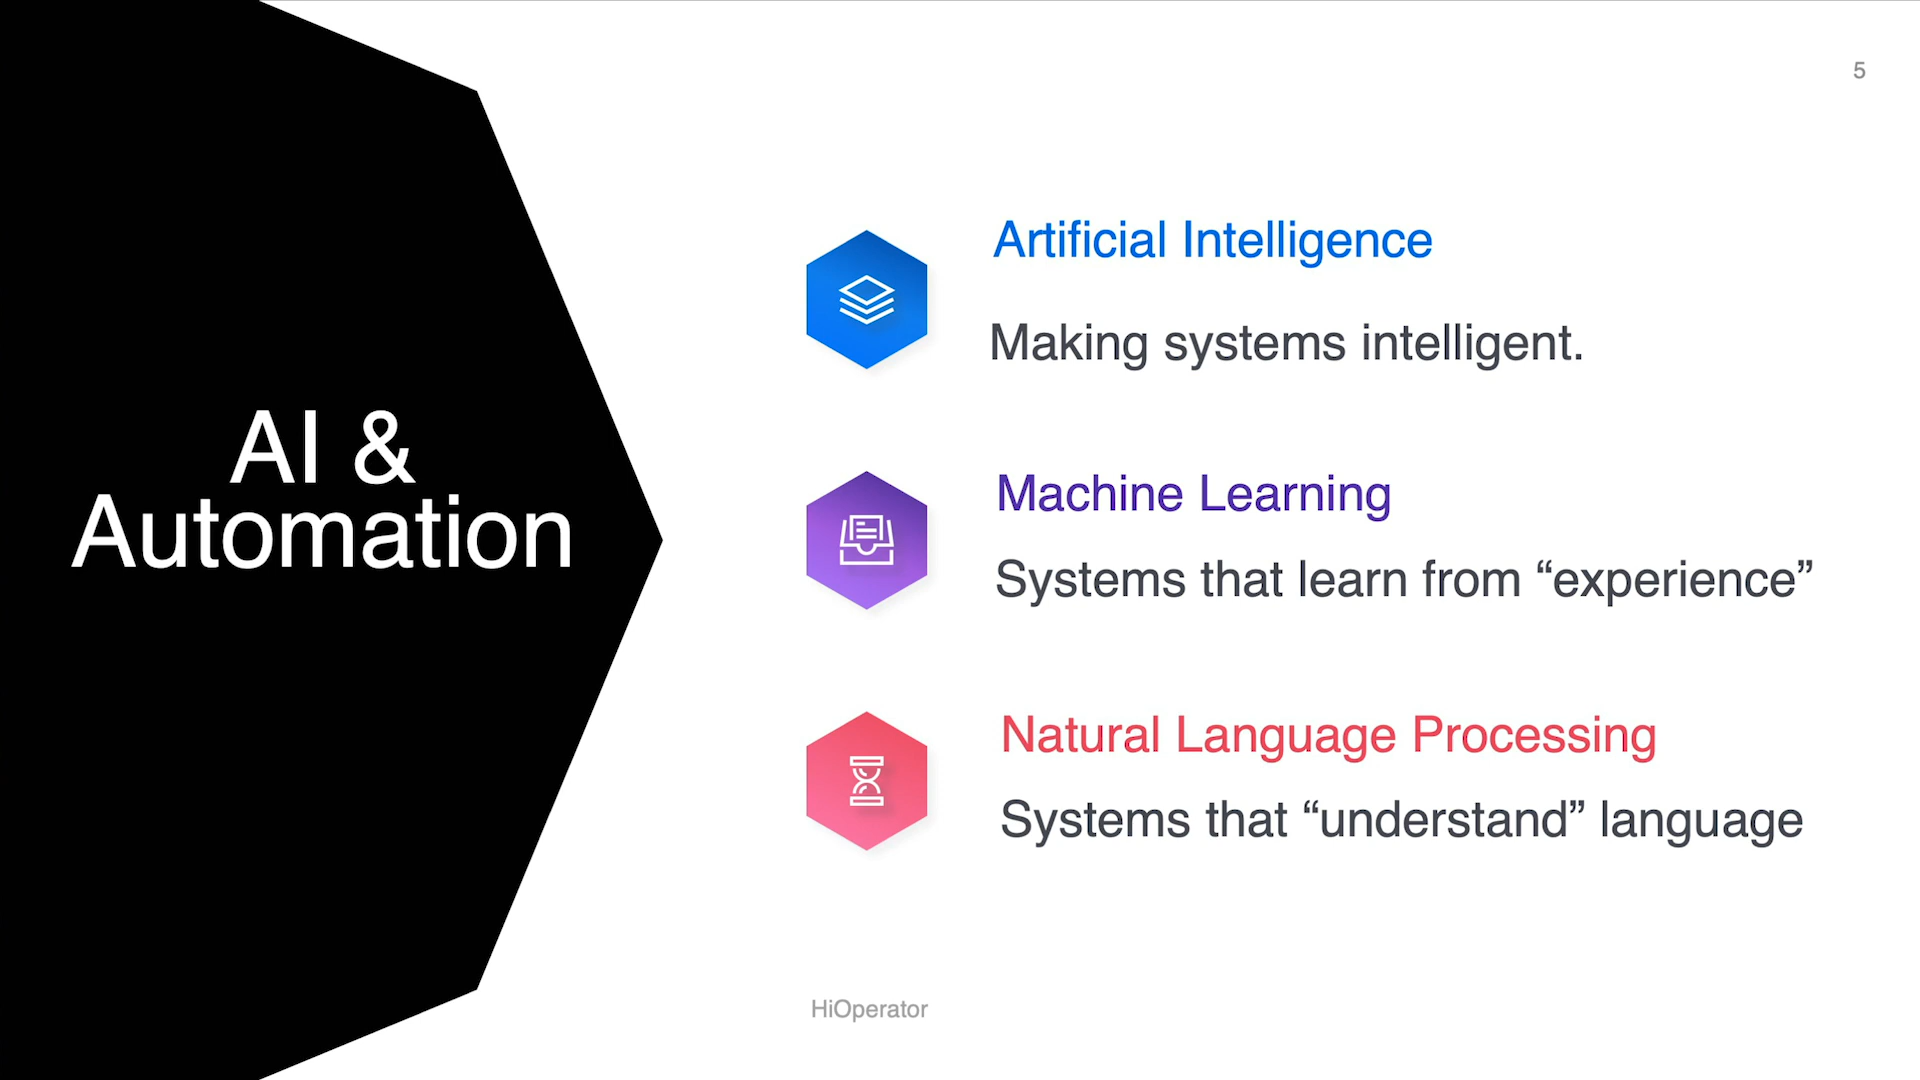 5
AI &
Automation
Artificial Intelligence
Making systems intelligent.
Machine Learning
Systems that learn from “experience”
Natural Language Processing
Systems that “understand” language
HiOperator